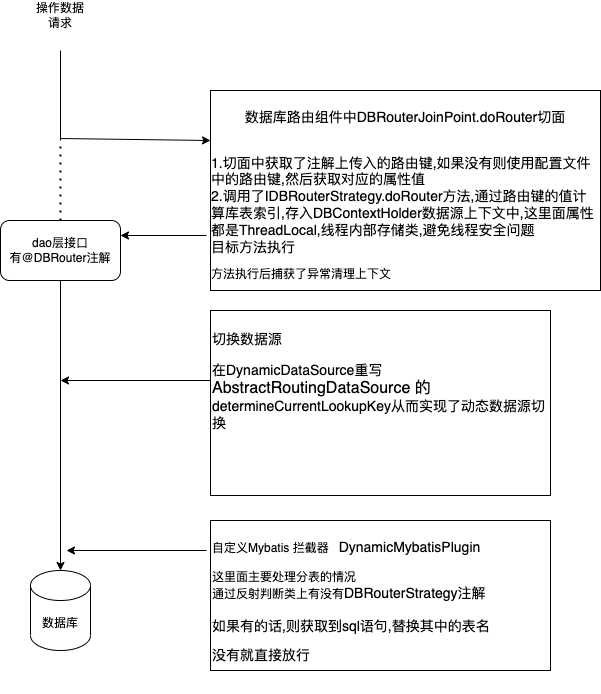 操作数据
请求
数据库路由组件中DBRouterJoinPoint.doRouter切面
1.切面中获取了注解上传入的路由键,如果没有则使用配置文件
中的路由键,然后获取对应的属性值
2.调用了IDBRouterStrategy.doRouter方法,通过路由键的值计
算库表索引,存入DBContextHolder数据源上下文中,这里面属性
都是ThreadLocal,线程内部存储类,避免线程安全问题
目标方法执行
方法执行后捕获了异常清理上下文
dao层接口
有@DBRouter注解
切换数据源
在DynamicDataSource重写
AbstractRoutingDataSource 的
determineCurrentLookupKey从而实现了动态数据源切
换
自定义Mybatis 拦截器 DynamicMybatisPlugin
这里面主要处理分表的情况
通过反射判断类上有没有DBRouterStrategy注解
如果有的话,则获取到sql语句,替换其中的表名
没有就直接放行
数据库